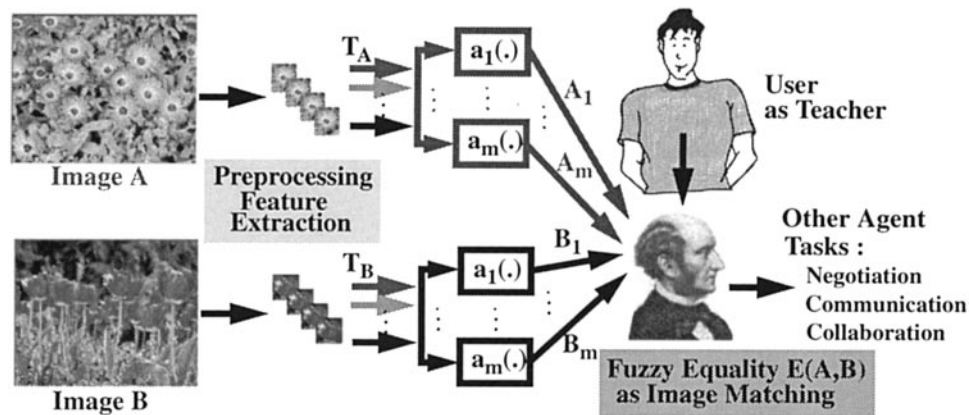 Image A
Preprocessing
Feature
Extraction
Image B
T_A
a_1(.)
a_m(.)
A_1
A_m
T_B
a_1(.)
a_m(.)
B_1
B_m
User
as Teacher
Other Agent
Tasks :
Negotiation
Communication
Collaboration
Fuzzy Equality E(A,B)
as Image Matching